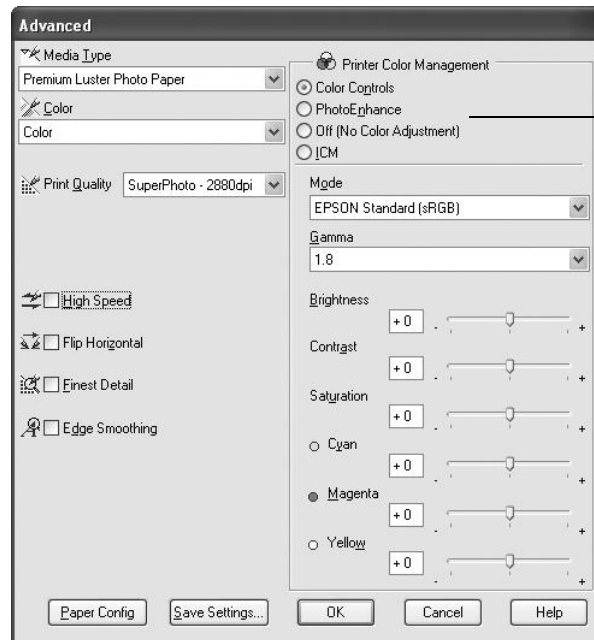 Advanced
Media Type
Premium Luster Photo Paper
Color
Color
Print Quality
SuperPhoto - 2880dpi
High Speed
Flip Horizontal
Finest Detail
Edge Smoothing
Printer Color Management
Color Controls
PhotoEnhance
Off (No Color Adjustment)
ICM
Mode
EPSON Standard (sRGB)
Gamma
1.8
Brightness
+ 0 - +
Contrast
+ 0 - +
Saturation
+ 0 - +
Cyan
+ 0 - +
Magenta
+ 0 - +
Yellow
+ 0 - +
Paper Config
Save Settings...
OK
Cancel
Help